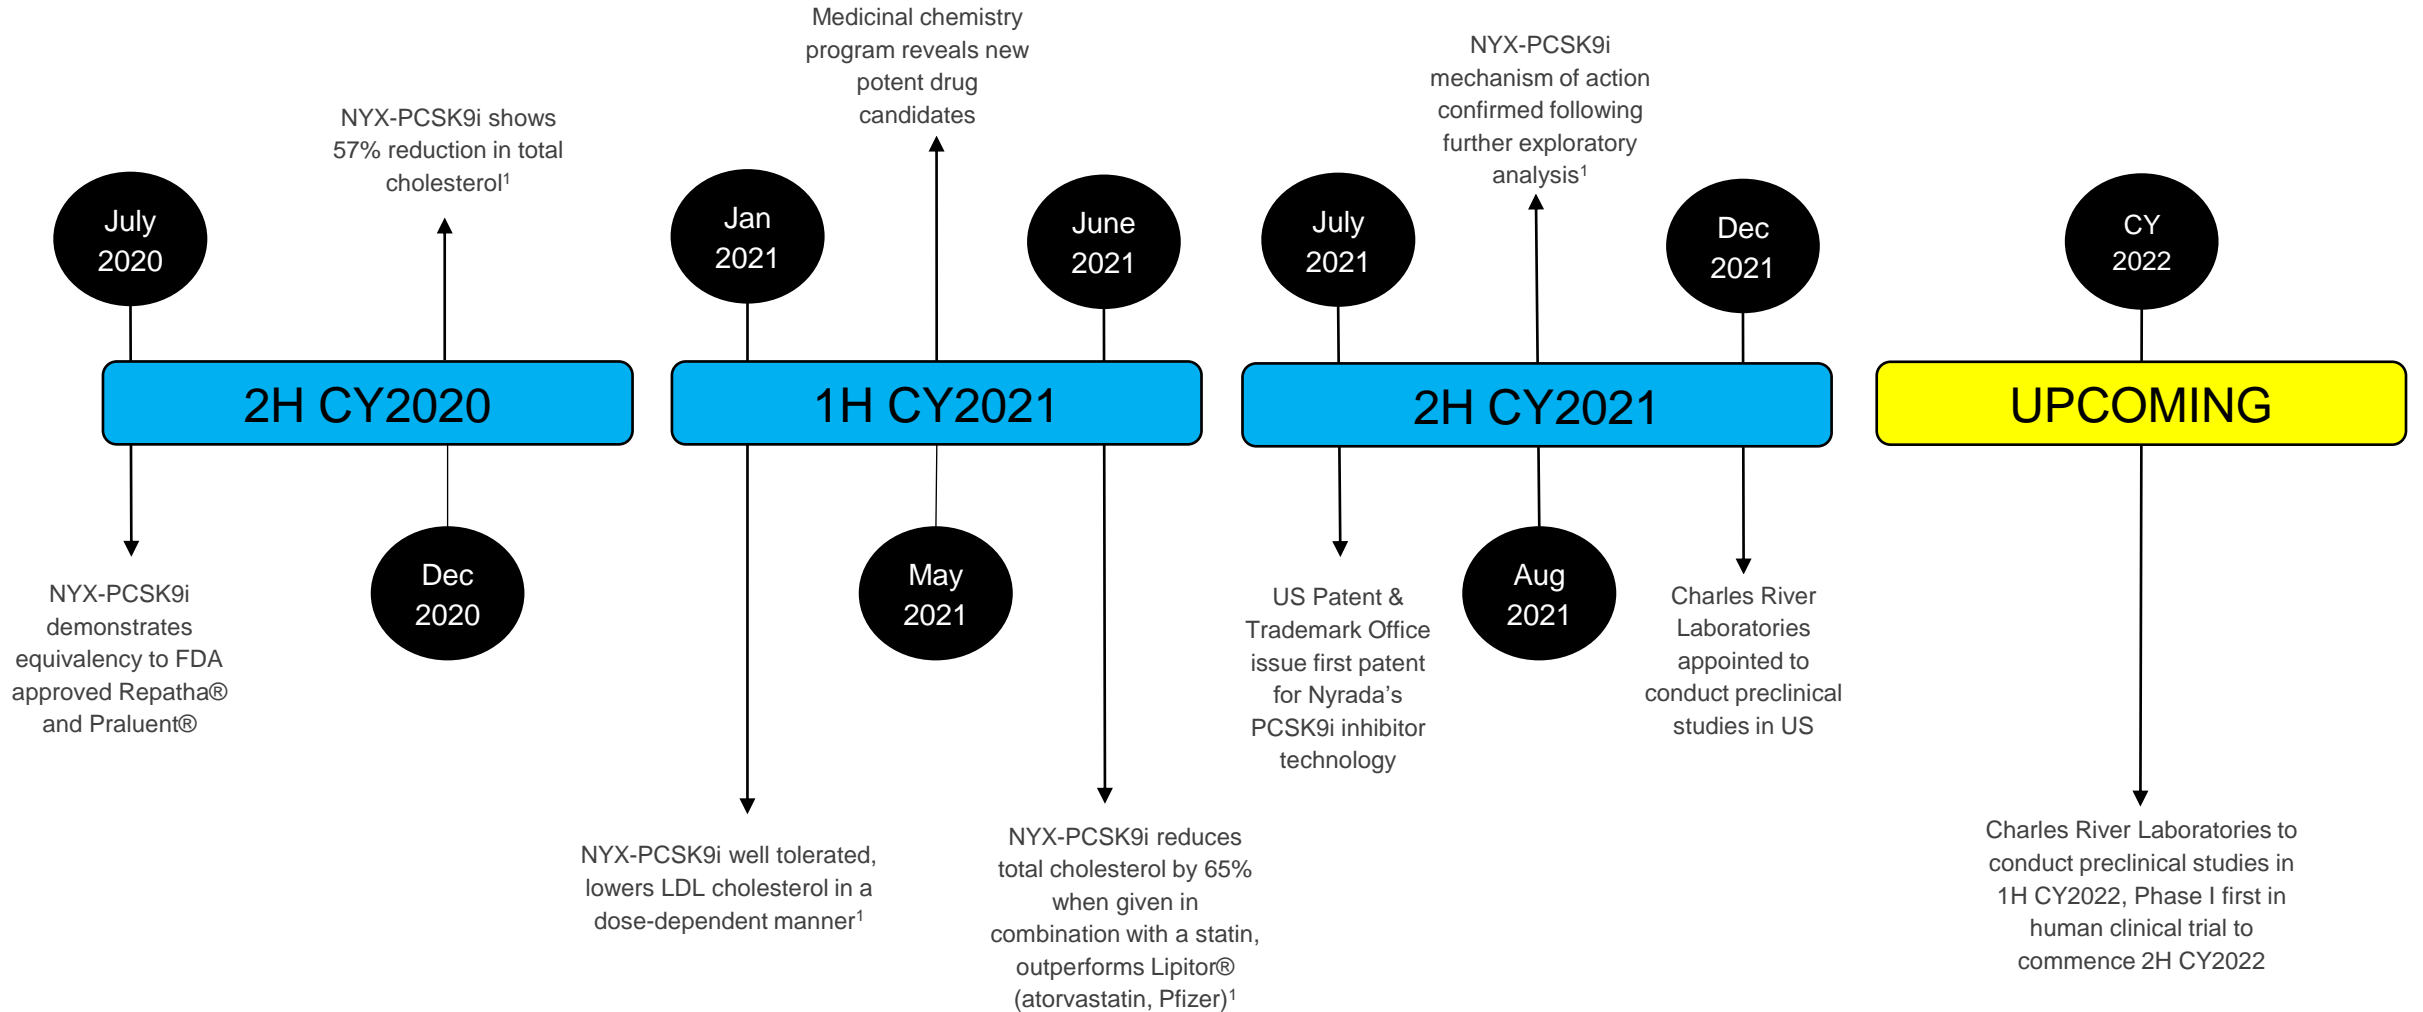 July
2020
NYX-PCSK9i
demonstrates
equivalency to FDA
approved Repatha®
and Praluent®
NYX-PCSK9i shows
57% reduction in total
cholesterol¹
Dec
2020
2H CY2020
Jan
2021
NYX-PCSK9i well tolerated,
lowers LDL cholesterol in a
dose-dependent manner¹
Medicinal chemistry
program reveals new
potent drug
candidates
May
2021
June
2021
NYX-PCSK9i reduces
total cholesterol by 65%
when given in
combination with a statin,
outperforms Lipitor®
(atorvastatin, Pfizer)¹
1H CY2021
July
2021
US Patent &
Trademark Office
issue first patent
for Nyrada’s
PCSK9i inhibitor
technology
NYX-PCSK9i
mechanism of action
confirmed following
further exploratory
analysis¹
Aug
2021
Dec
2021
Charles River
Laboratories
appointed to
conduct preclinical
studies in US
2H CY2021
CY
2022
UPCOMING
Charles River Laboratories to
conduct preclinical studies in
1H CY2022, Phase I first in
human clinical trial to
commence 2H CY2022